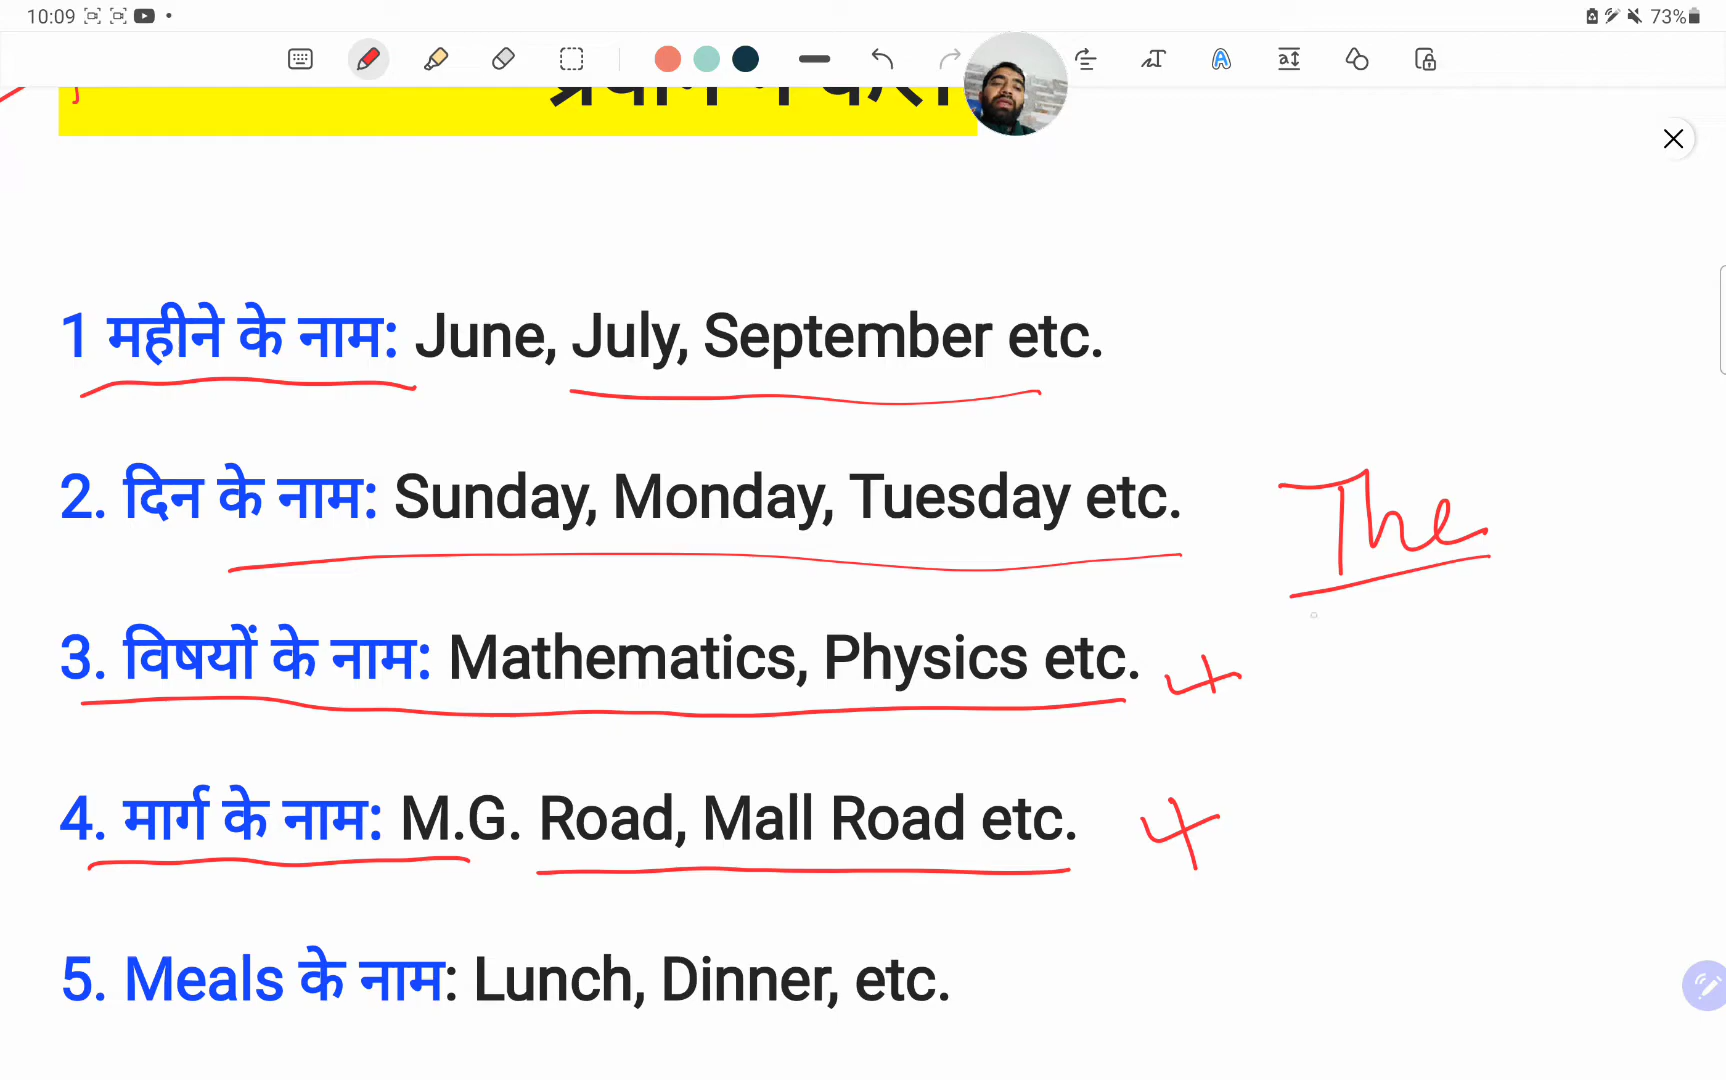 10:09
73%
1 महीने के नाम: June, July, September etc.
2. दिन के नाम: Sunday, Monday, Tuesday etc.
The
3. विषयों के नाम: Mathematics, Physics etc.
4. मार्ग के नाम: M.G. Road, Mall Road etc.
5. Meals के नाम: Lunch, Dinner, etc.